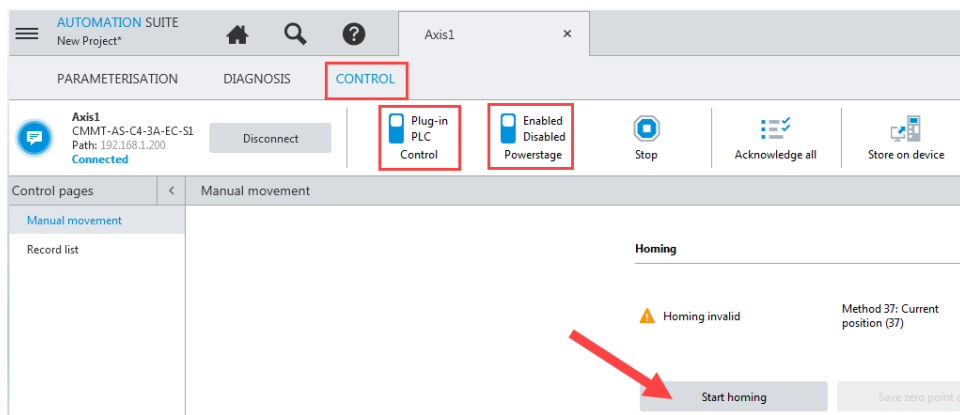 AUTOMATION SUITE
New Project*
Axis1
×
PARAMETERISATION
DIAGNOSIS
CONTROL
Axis1
CMMT-AS-C4-3A-EC-S1
Path: 192.168.1.200
Connected
Disconnect
Plug-in
PLC
Control
Enabled
Disabled
Powerstage
Stop
Acknowledge all
Store on device
Control pages
<
Manual movement
Manual movement
Record list
Homing
Homing invalid
Method 37: Current
position (37)
Start homing
Save zero point